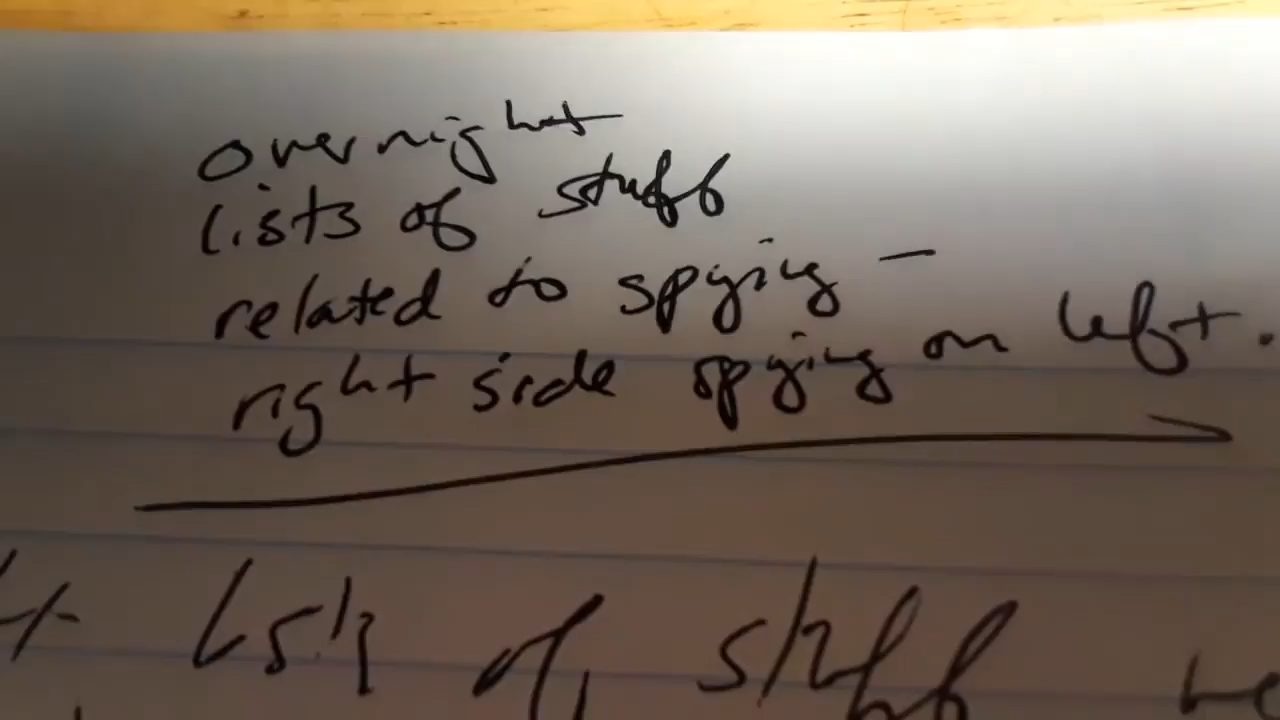 overnight
lists of stuff
related to spying –
right side spying on left.
lists of stuff